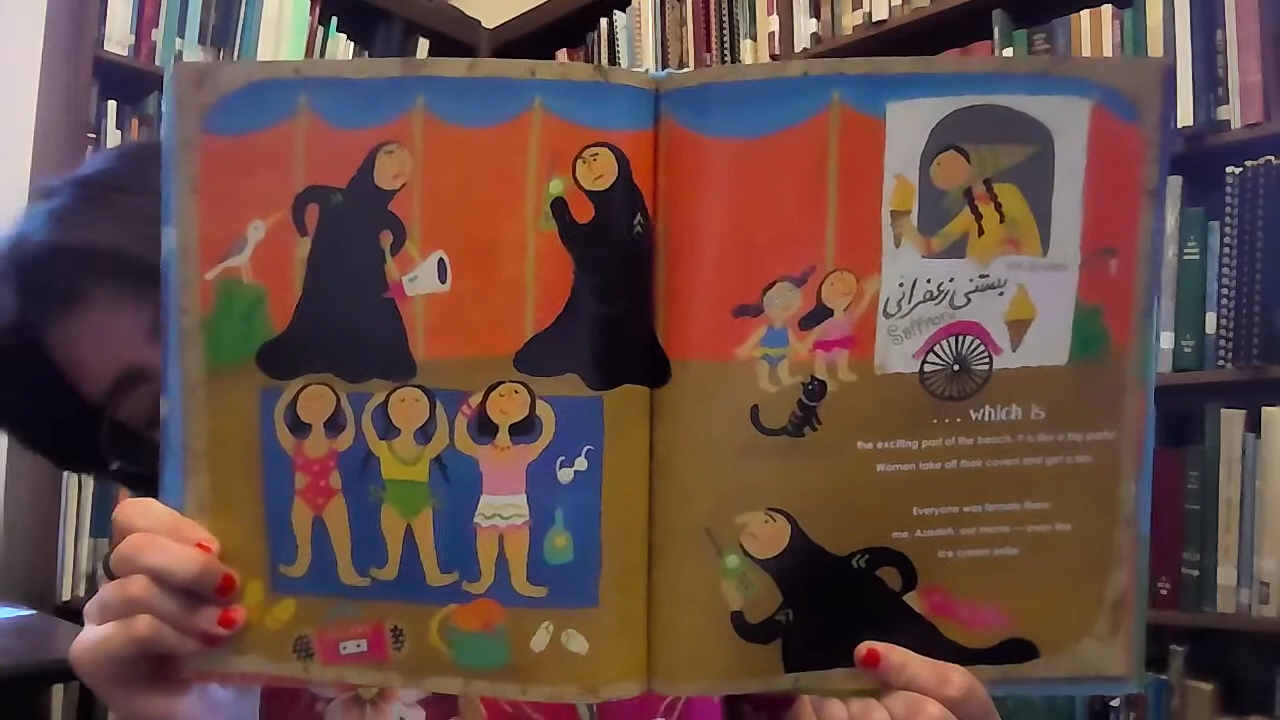 بستنی زعفرانی
Saffron
. . . which is
the exciting part of the beach. It is like a big party!
Women take off their covers and get a tan.
Everyone was female there:
me, Azadeh, our moms—even the
ice cream seller.